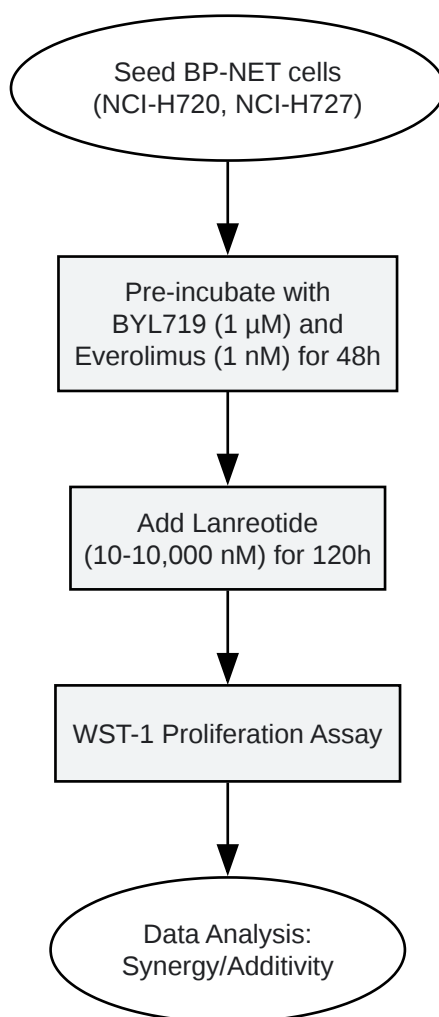 Seed BP-NET cells
(NCI-H720, NCI-H727)
Pre-incubate with
BYL719 (1 µM) and
Everolimus (1 nM) for 48h
Add Lanreotide
(10-10,000 nM) for 120h
WST-1 Proliferation Assay
Data Analysis:
Synergy/Additivity